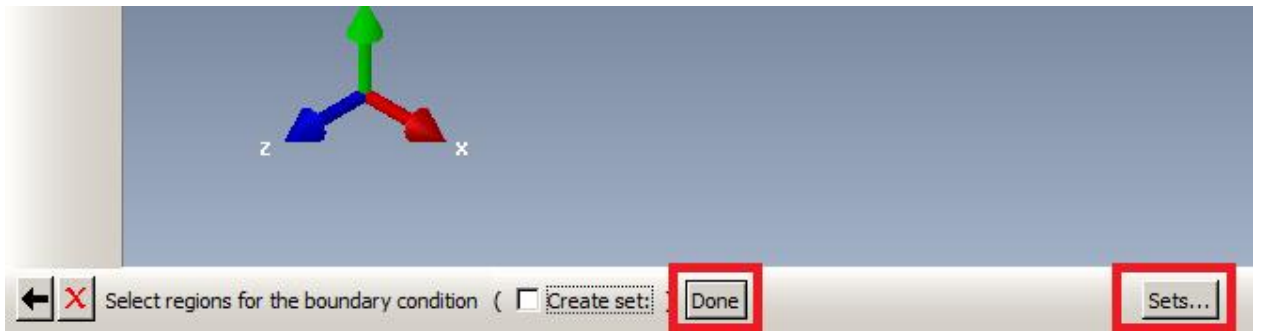 Z X
X Select regions for the boundary condition ( Create set: ) Done Sets...